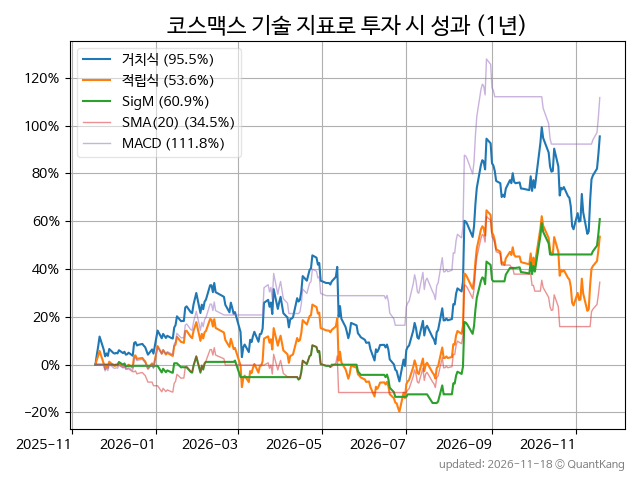 코스맥스 기술 지표로 투자 시 성과 (1년)
거치식 (95.5%)
적립식 (53.6%)
SigM (60.9%)
SMA(20) (34.5%)
MACD (111.8%)
120%
100%
80%
60%
40%
20%
0%
−20%
2025-11 2026-01 2026-03 2026-05 2026-07 2026-09 2026-11
updated: 2026-11-18 © QuantKang